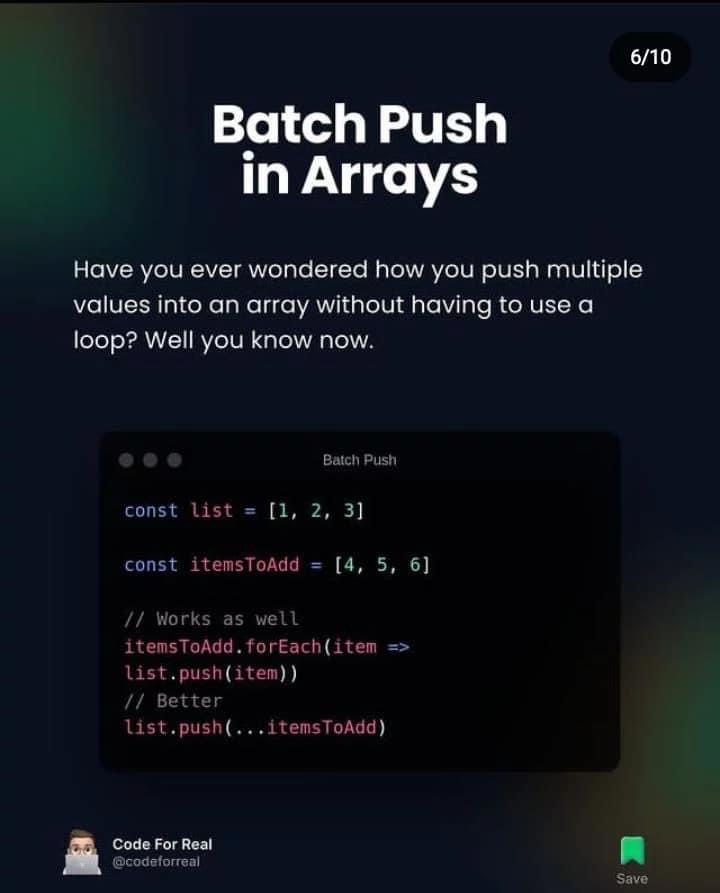 6/10
Batch Push
in Arrays
Have you ever wondered how you push multiple
values into an array without having to use a
loop? Well you know now.
Batch Push
const list = [1, 2, 3]
const itemsToAdd = [4, 5, 6]
// Works as well
itemsToAdd.forEach(item =>
list.push(item))
// Better
list.push(...itemsToAdd)
Code For Real
@codeforreal
Save